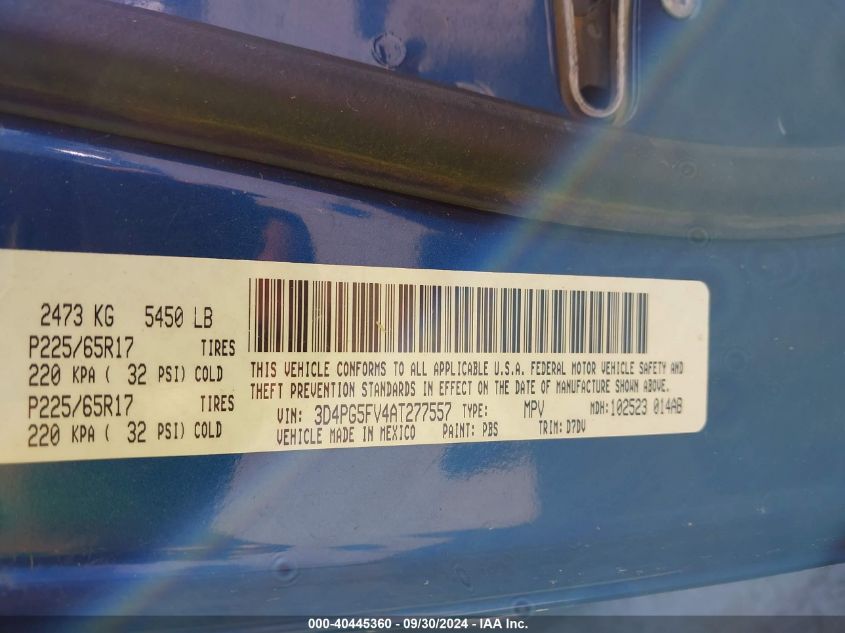 2473 KG 5450 LB
P225/65R17 TIRES
220 KPA ( 32 PSI) COLD
P225/65R17 TIRES
220 KPA ( 32 PSI) COLD
THIS VEHICLE CONFORMS TO ALL APPLICABLE U.S.A. FEDERAL MOTOR VEHICLE SAFETY AND
THEFT PREVENTION STANDARDS IN EFFECT ON THE DATE OF MANUFACTURE SHOWN ABOVE.
VIN: 3D4PG5FV4AT277557 TYPE: MPV MDH: 102523 014AB
VEHICLE MADE IN MEXICO PAINT: PBS TRIM: D7DV
000-40445360 - 09/30/2024 - IAA Inc.